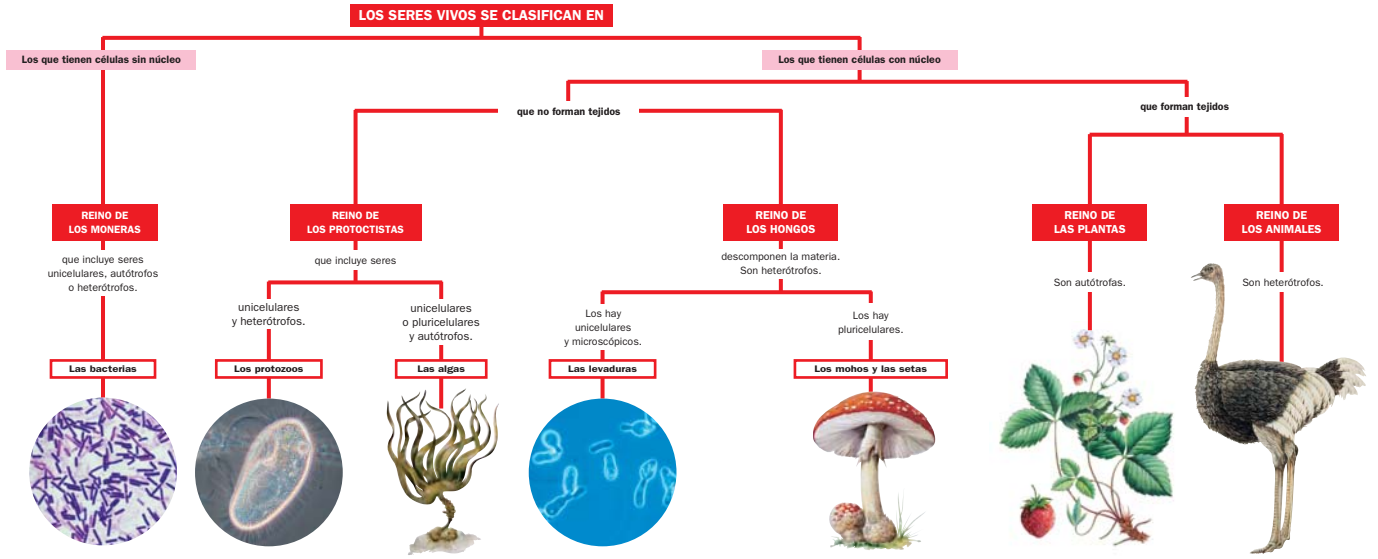 LOS SERES VIVOS SE CLASIFICAN EN
Los que tienen células sin núcleo
Los que tienen células con núcleo
que no forman tejidos
que forman tejidos
REINO DE
LOS MONERAS
REINO DE
LOS PROTOCTISTAS
REINO DE
LOS HONGOS
REINO DE
LAS PLANTAS
REINO DE
LOS ANIMALES
que incluye seres
unicelulares, autótrofos
o heterótrofos.
que incluye seres
descomponen la materia.
Son heterótrofos.
Son autótrofas.
Son heterótrofos.
unicelulares
y heterótrofos.
unicelulares
o pluricelulares
y autótrofos.
Los hay
unicelulares
y microscópicos.
Los hay
pluricelulares.
Las bacterias
Los protozoos
Las algas
Las levaduras
Los mohos y las setas